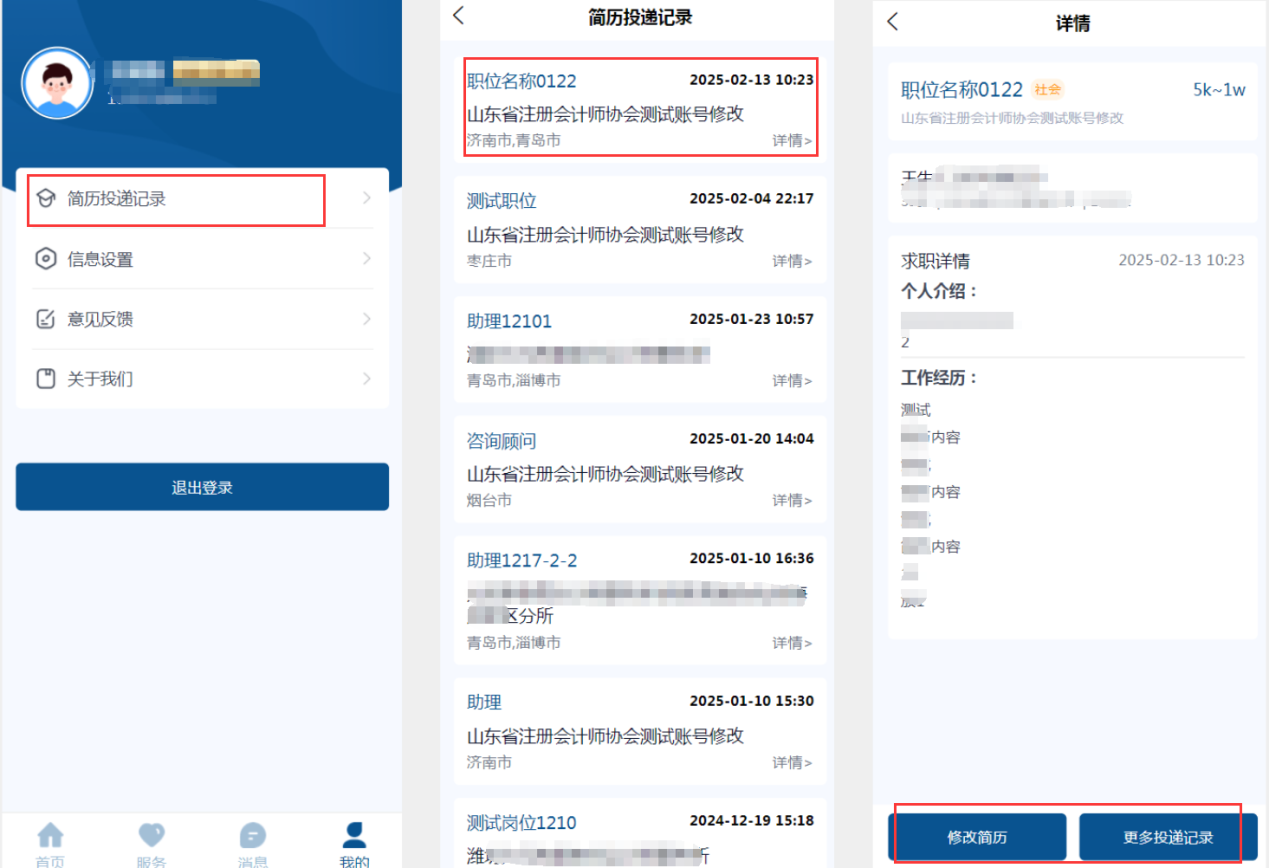 简历投递记录
信息设置
意见反馈
关于我们
退出登录
首页
服务
消息
我的
简历投递记录
职位名称0122 2025-02-13 10:23
山东省注册会计师协会测试账号修改
济南市,青岛市 详情>
测试职位 2025-02-04 22:17
山东省注册会计师协会测试账号修改
枣庄市 详情>
助理12101 2025-01-23 10:57
青岛市,淄博市 详情>
咨询顾问 2025-01-20 14:04
山东省注册会计师协会测试账号修改
烟台市 详情>
助理1217-2-2 2025-01-10 16:36
区分所
青岛市,淄博市 详情>
助理 2025-01-10 15:30
山东省注册会计师协会测试账号修改
济南市 详情>
测试岗位1210 2024-12-19 15:18
详情
职位名称0122 社会 5k~1w
山东省注册会计师协会测试账号修改
求职详情 2025-02-13 10:23
个人介绍：
2
工作经历：
测试
内容
内容
内容
修改简历
更多投递记录